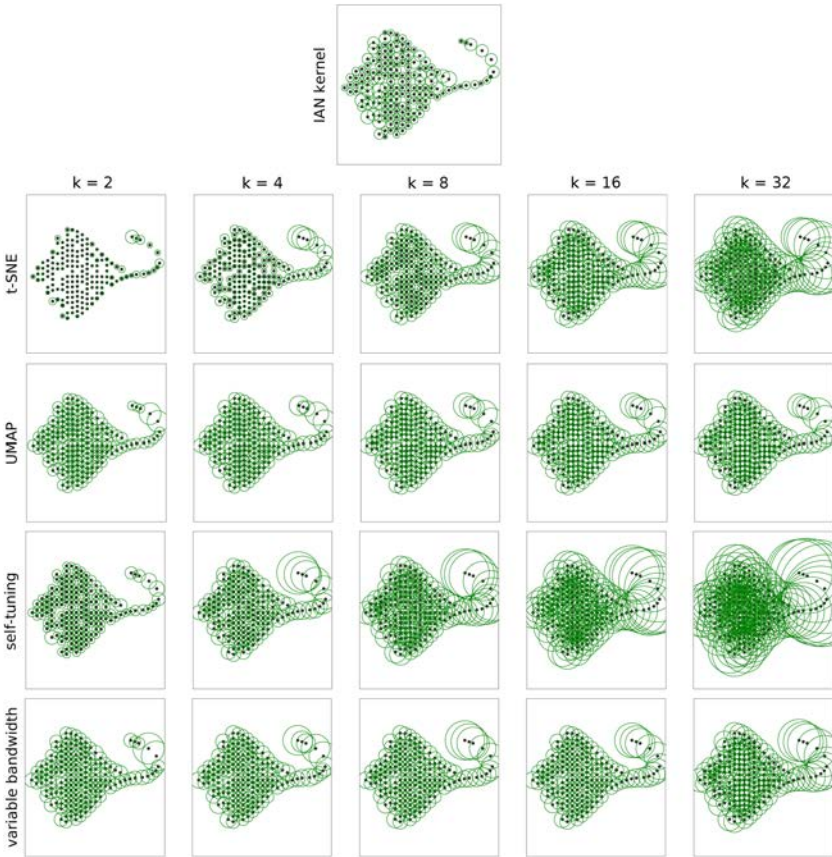 IAN kernel
k = 2 k = 4 k = 8 k = 16 k = 32
t-SNE
UMAP
self-tuning
variable bandwidth